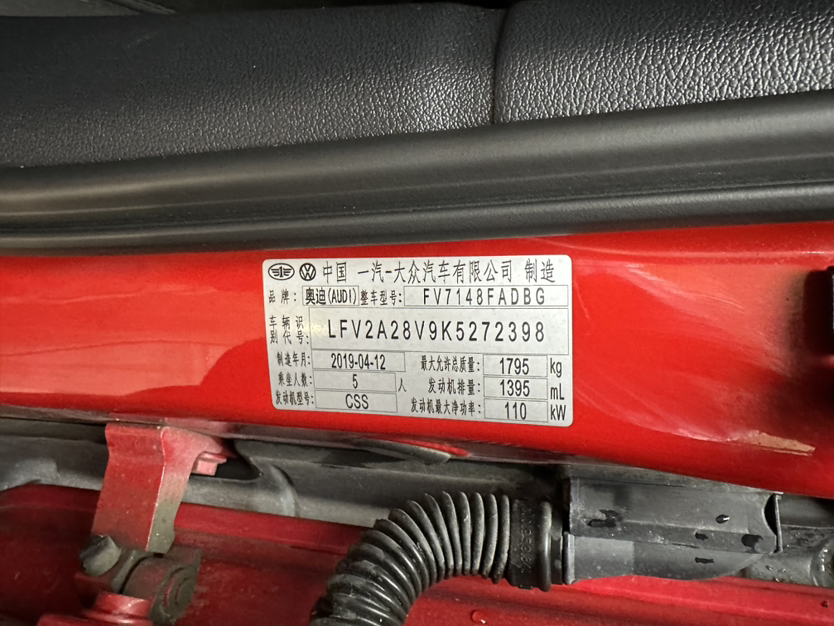 中国 一汽-大众汽车有限公司 制造
品牌: 奥迪(AUDI) 整车型号: FV7148FADBG
车辆识别代号: LFV2A28V9K5272398
制造年月: 2019-04-12 最大允许总质量: 1795 kg
乘坐人数: 5 人 发动机排量: 1395 mL
发动机型号: CSS 发动机最大净功率: 110 kW